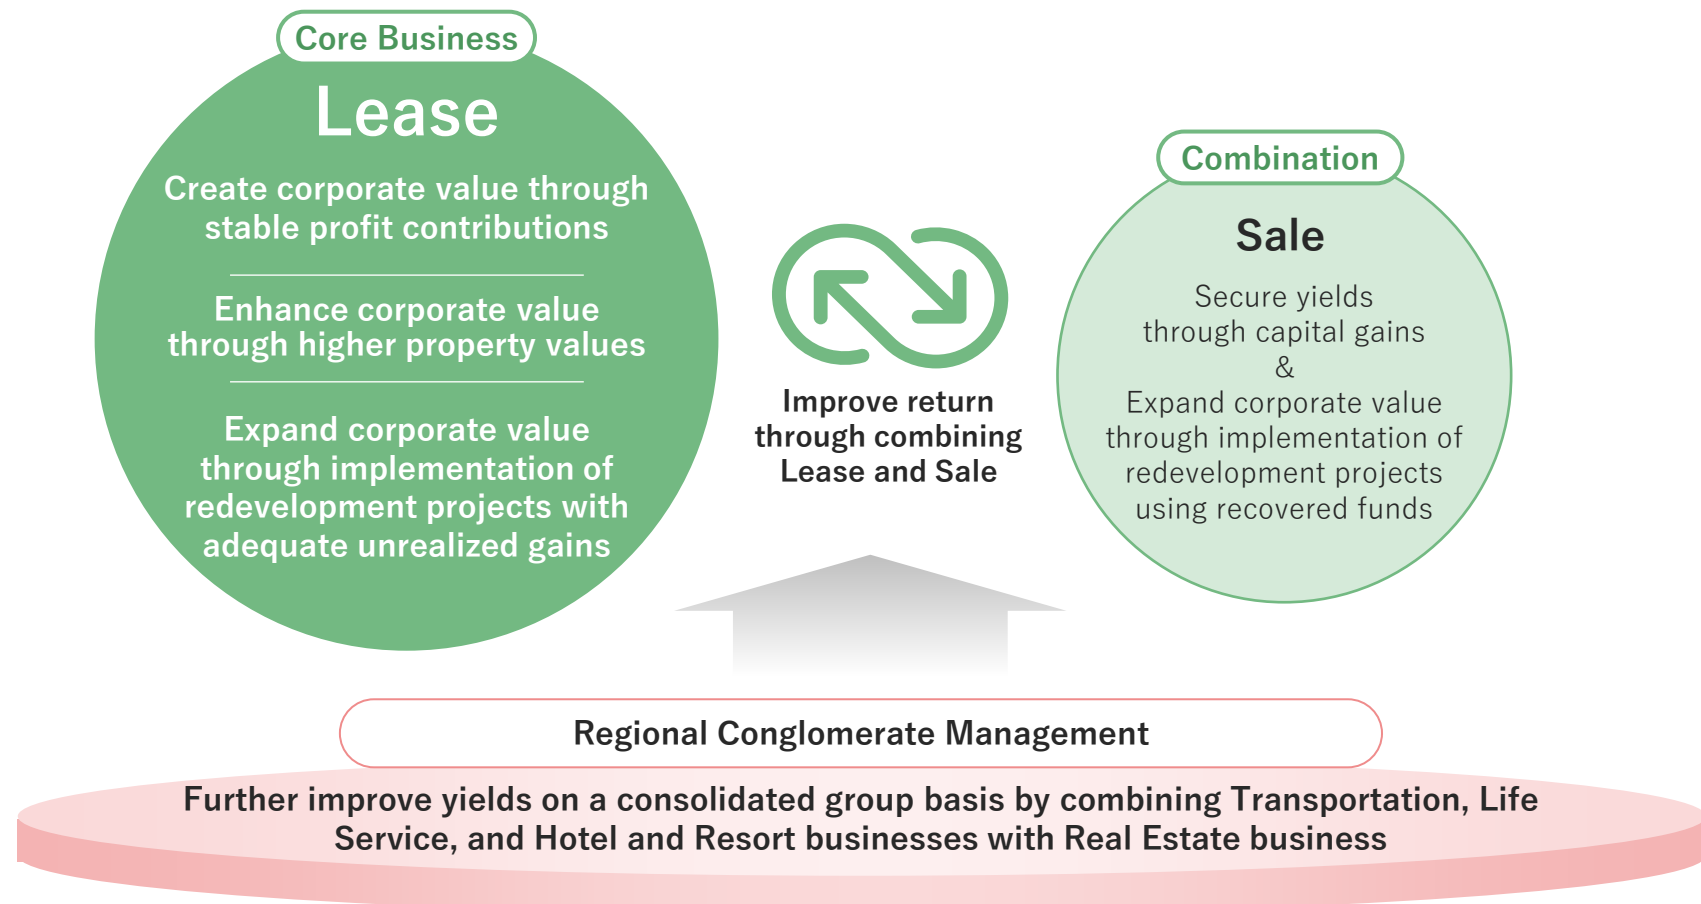 Core Business
Lease
Create corporate value through
stable profit contributions
Enhance corporate value
through higher property values
Expand corporate value
through implementation of
redevelopment projects with
adequate unrealized gains
Improve return
through combining
Lease and Sale
Combination
Sale
Secure yields
through capital gains
&
Expand corporate value
through implementation of
redevelopment projects
using recovered funds
Regional Conglomerate Management
Further improve yields on a consolidated group basis by combining Transportation, Life
Service, and Hotel and Resort businesses with Real Estate business